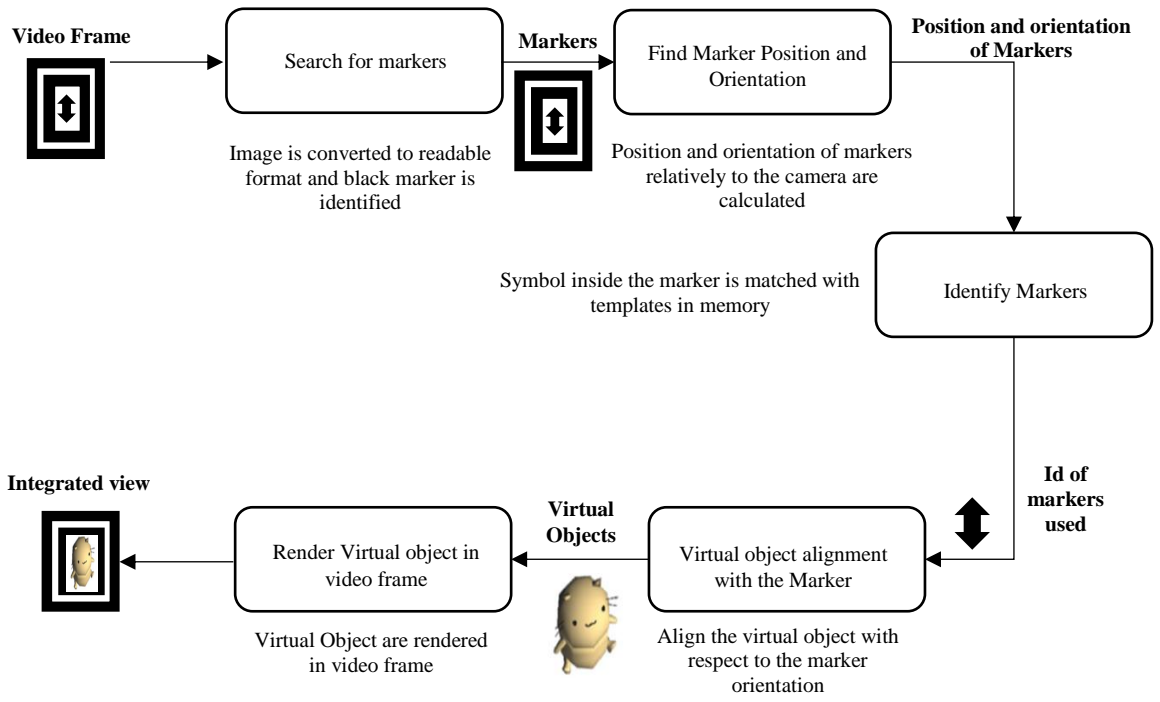 Video Frame
Search for markers
Image is converted to readable
format and black marker is
identified
Markers
Find Marker Position and
Orientation
Position and orientation of markers
relatively to the camera are
calculated
Position and orientation
of Markers
Symbol inside the marker is matched with
templates in memory
Identify Markers
Id of
markers
used
Virtual object alignment
with the Marker
Align the virtual object with
respect to the marker
orientation
Virtual
Objects
Render Virtual object in
video frame
Virtual Object are rendered
in video frame
Integrated view